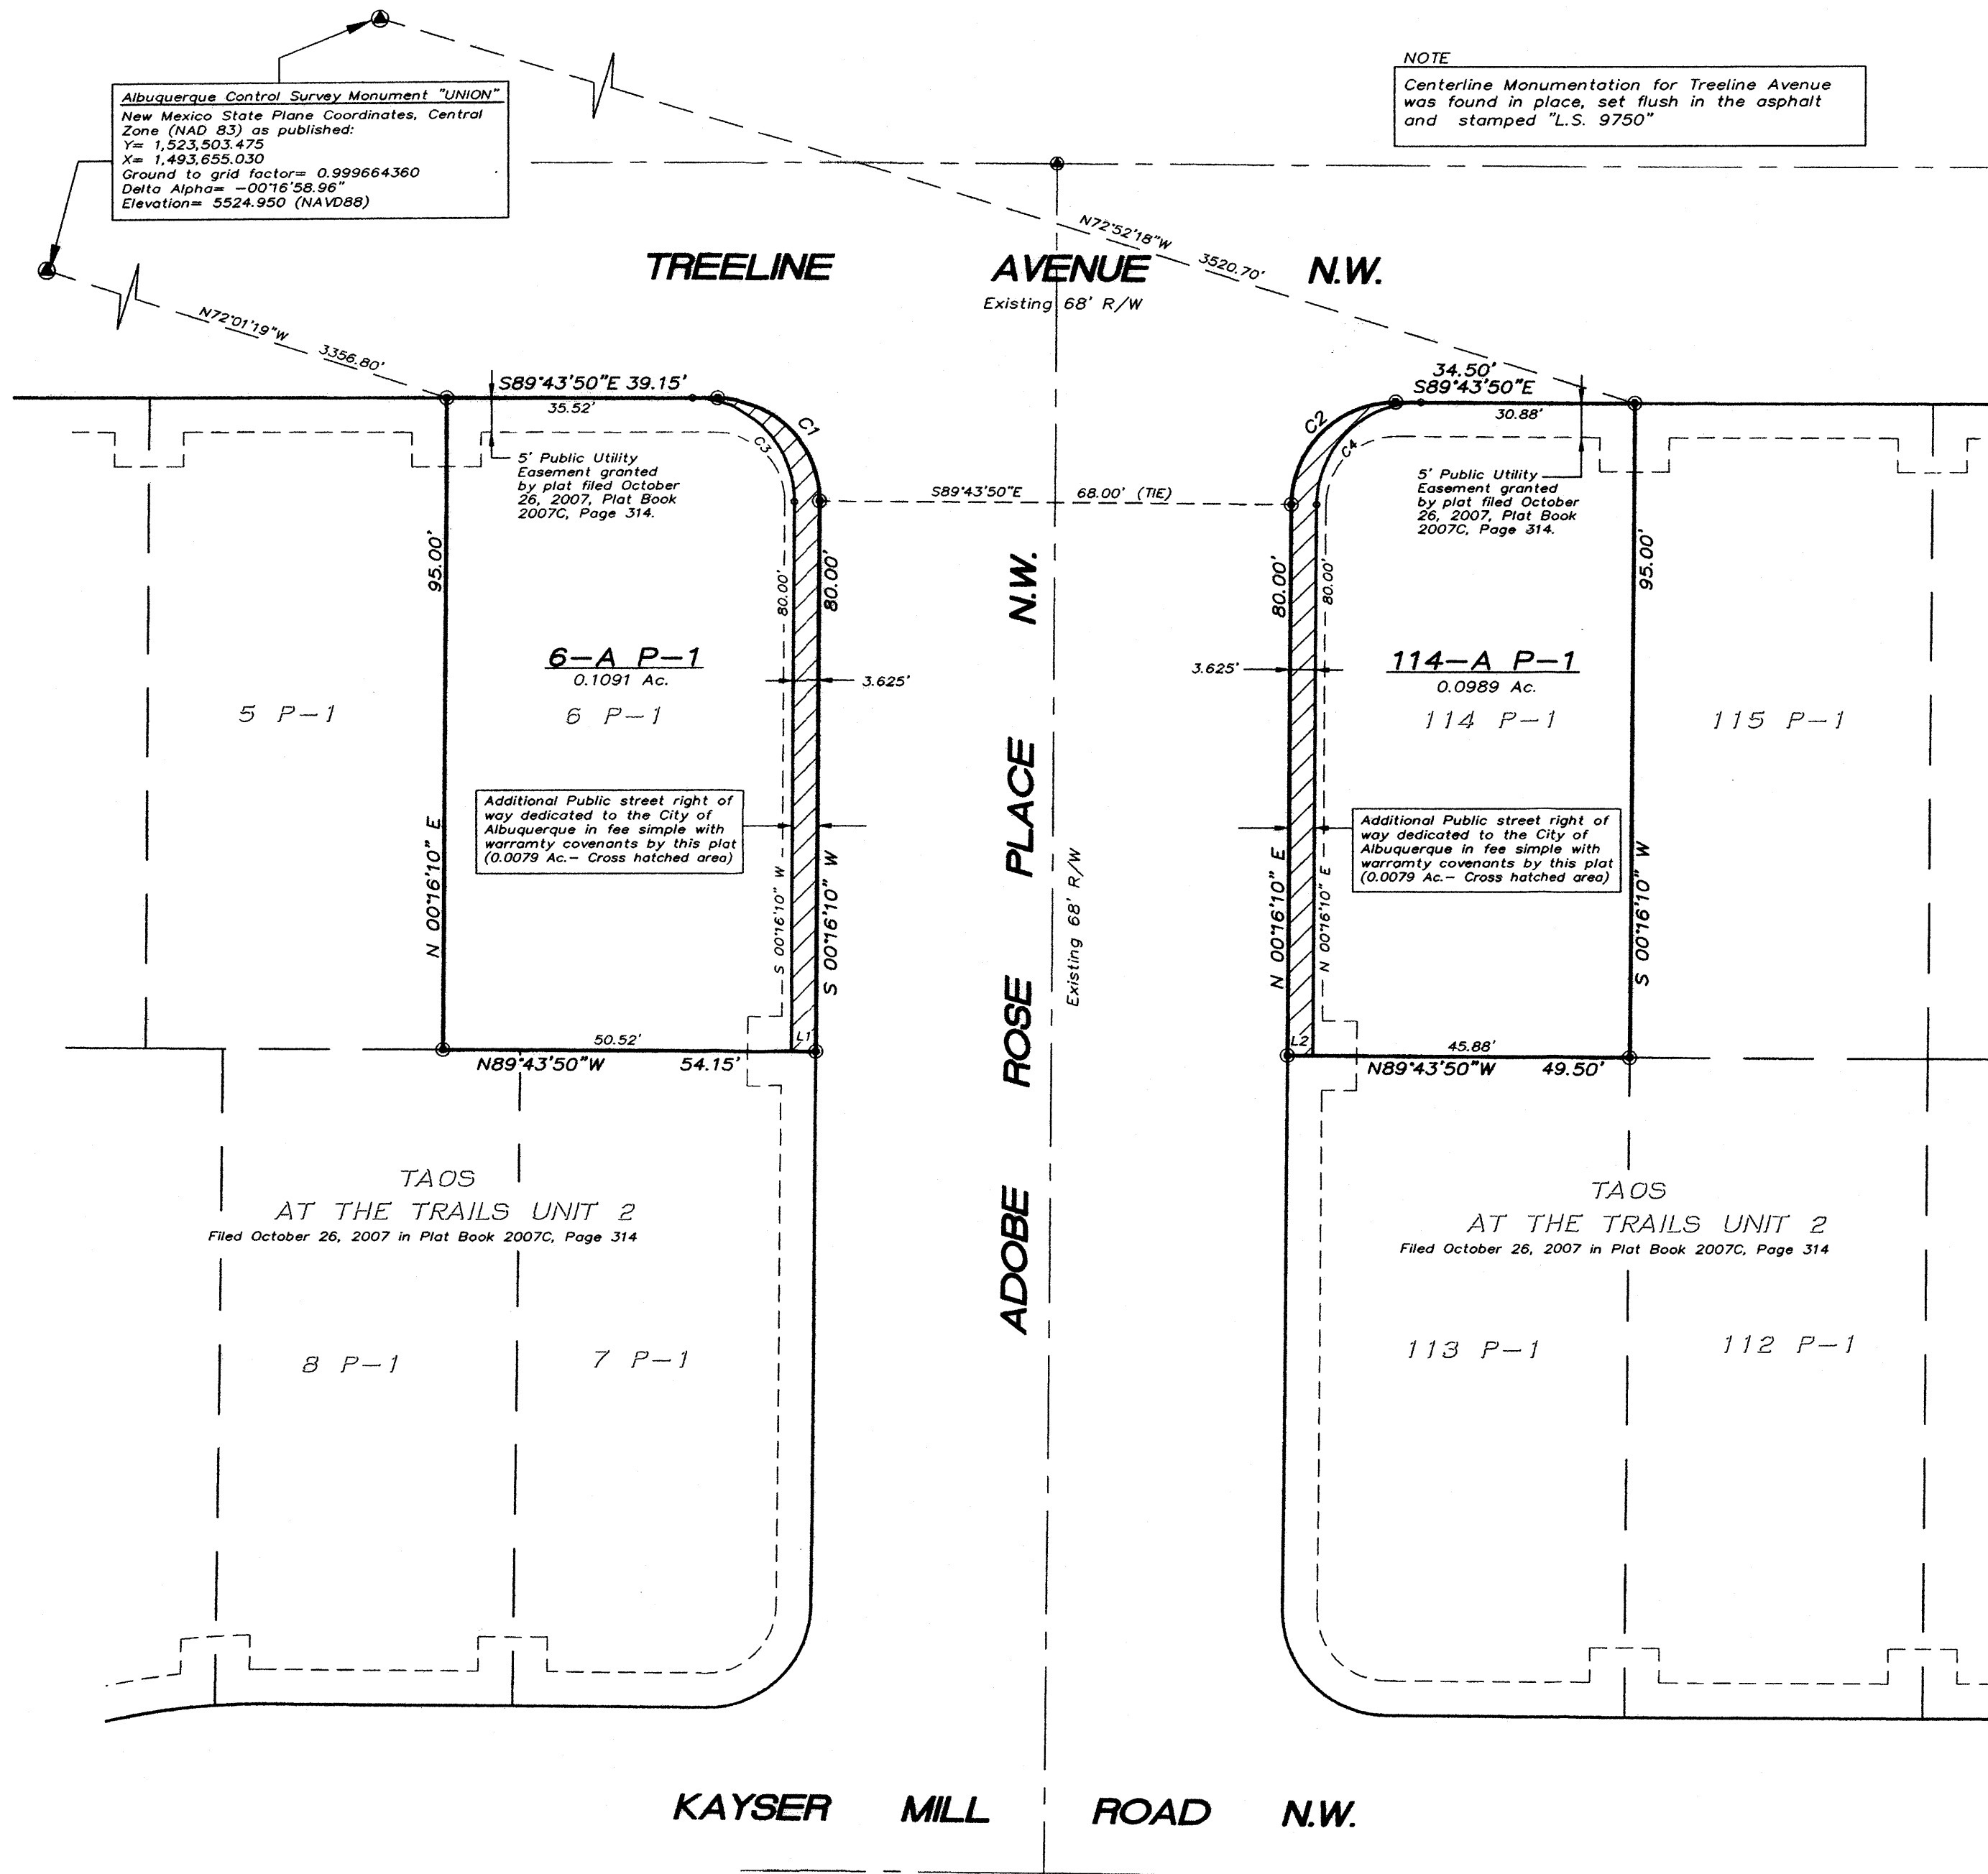 Albuquerque Control Survey Monument "UNION"
New Mexico State Plane Coordinates, Central
Zone (NAD 83) as published:
Y= 1,523,503.475
X= 1,493,655.030
Ground to grid factor= 0.999664360
Delta Alpha= -00°16'58.96"
Elevation= 5524.950 (NAVD88)
NOTE
Centerline Monumentation for Treeline Avenue
was found in place, set flush in the asphalt
and stamped "L.S. 9750"
N72°52'18"W 3520.70'
TREELINE AVENUE N.W.
Existing 68' R/W
N72°01'19"W 3356.80'
S89°43'50"E 39.15'
35.52'
34.50'
S89°43'50"E
30.88'
C1
C3
C2
C4
5' Public Utility
Easement granted
by plat filed October
26, 2007, Plat Book
2007C, Page 314.
S89°43'50"E 68.00' (TIE)
5' Public Utility
Easement granted
by plat filed October
26, 2007, Plat Book
2007C, Page 314.
95.00'
80.00'
80.00'
80.00'
80.00'
95.00'
6-A P-1
0.1091 Ac.
3.625'
3.625'
114-A P-1
0.0989 Ac.
5 P-1
6 P-1
114 P-1
115 P-1
Additional Public street right of
way dedicated to the City of
Albuquerque in fee simple with
warramty covenants by this plat
(0.0079 Ac.- Cross hatched area)
Additional Public street right of
way dedicated to the City of
Albuquerque in fee simple with
warramty covenants by this plat
(0.0079 Ac.- Cross hatched area)
N 00°16'10" E
S 00°16'10" W
S 00°16'10" W
ADOBE ROSE PLACE N.W.
Existing 68' R/W
N 00°16'10" E
N 00°16'10" E
S 00°16'10" W
L1
L2
50.52'
N89°43'50"W 54.15'
45.88'
N89°43'50"W 49.50'
TAOS
AT THE TRAILS UNIT 2
Filed October 26, 2007 in Plat Book 2007C, Page 314
TAOS
AT THE TRAILS UNIT 2
Filed October 26, 2007 in Plat Book 2007C, Page 314
8 P-1
7 P-1
113 P-1
112 P-1
KAYSER MILL ROAD N.W.